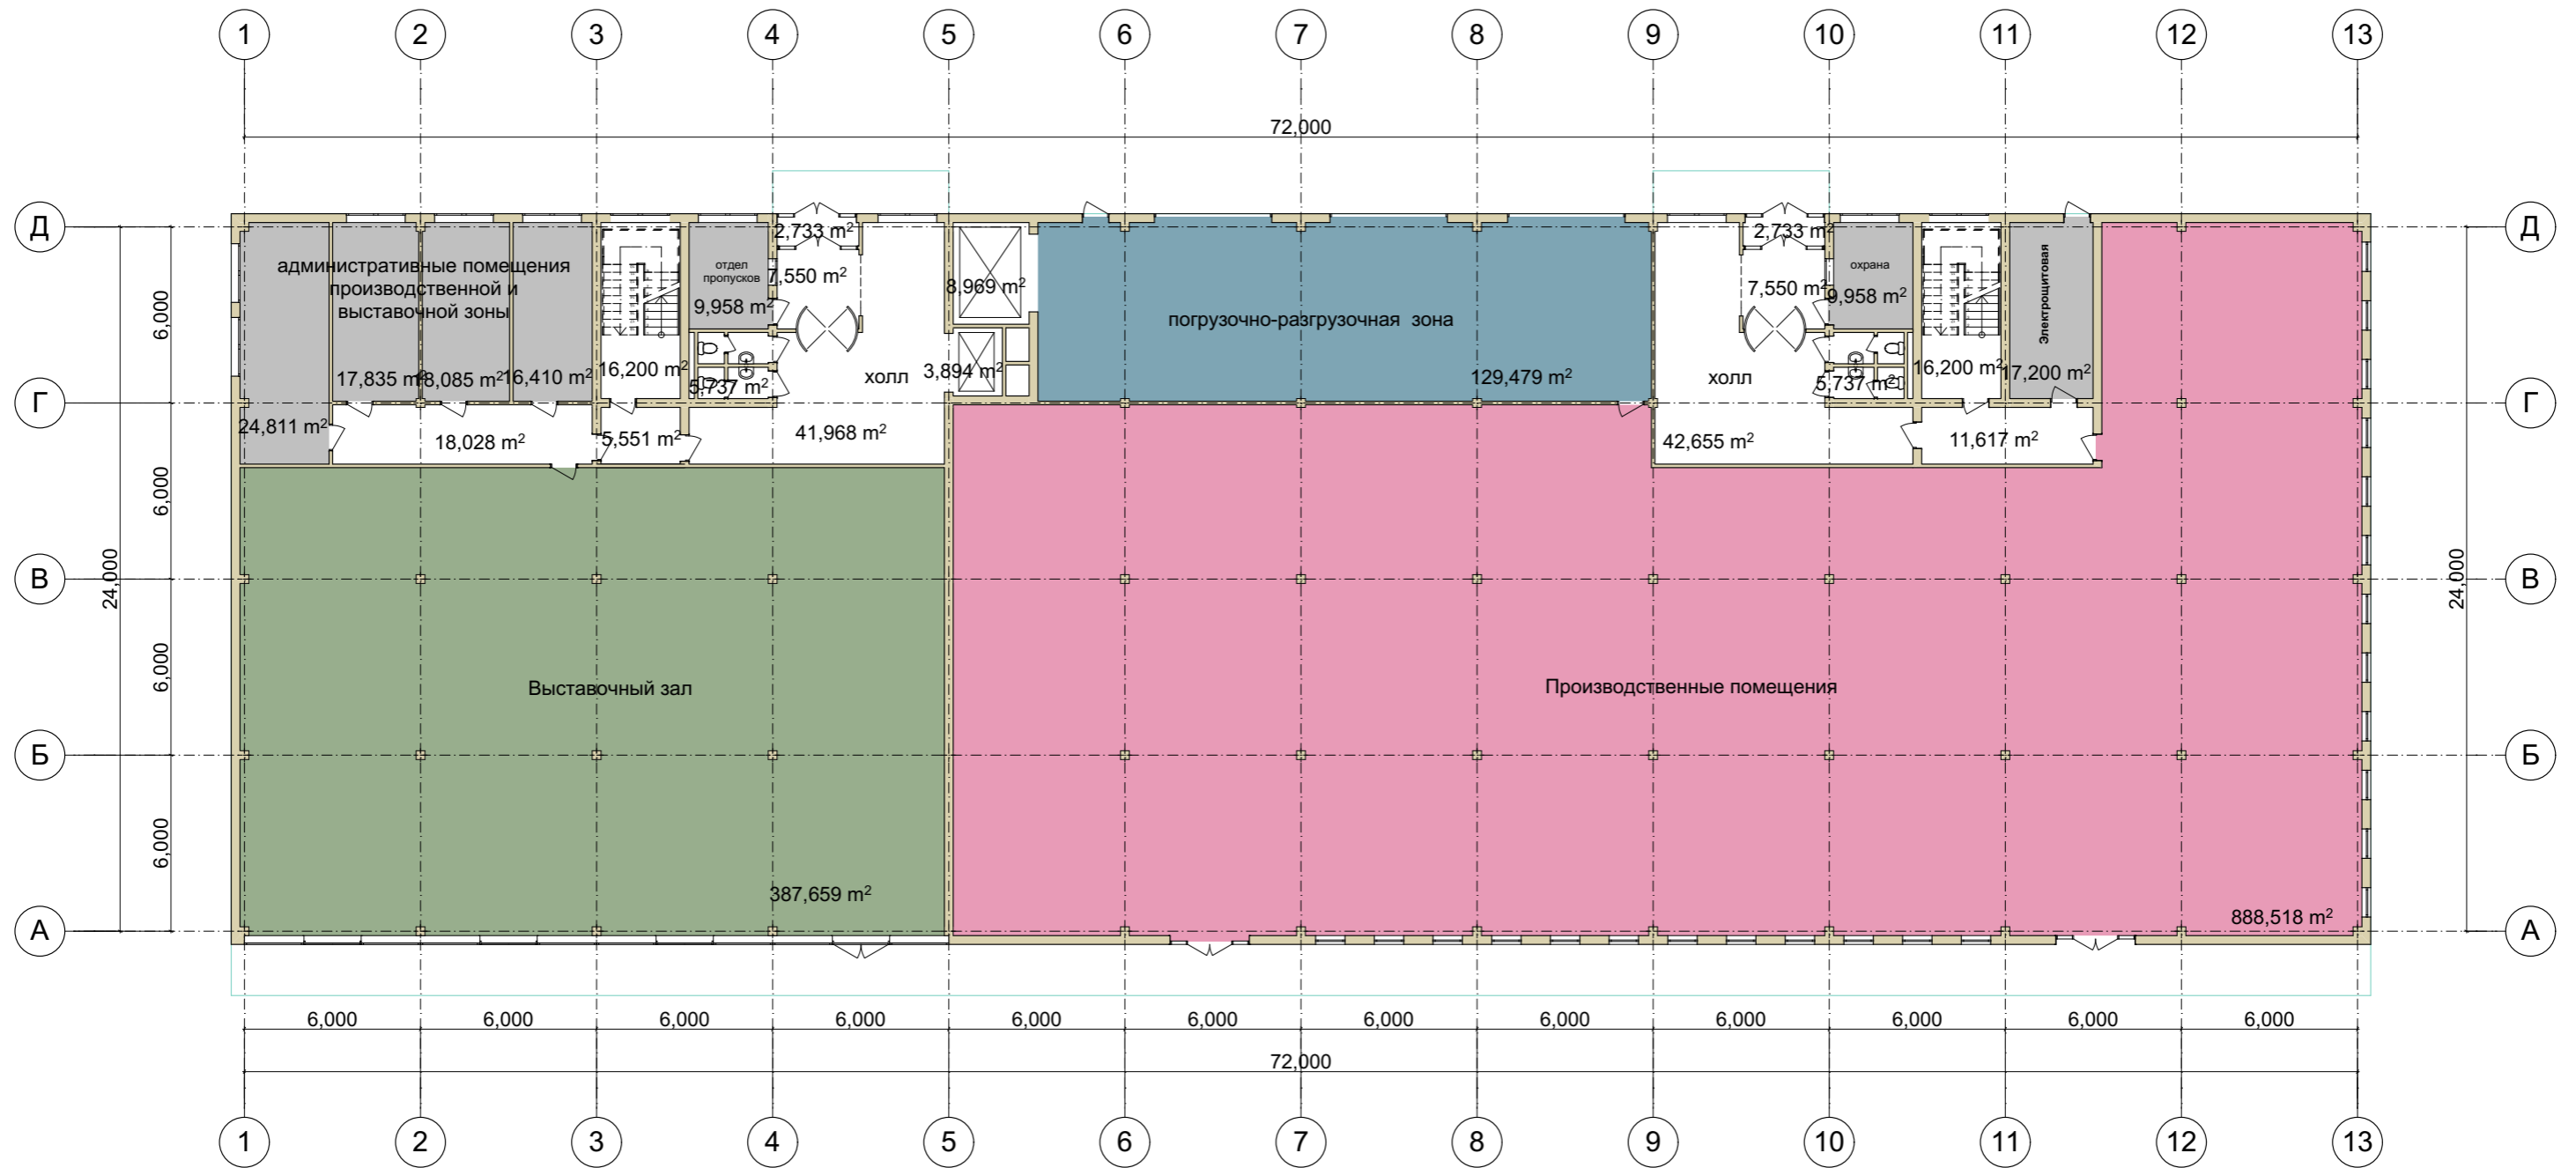 1 2 3 4 5 6 7 8 9 10 11 12 13
72,000
Д Д
2,733 m² 2,733 m²
административные помещения
производственной и
выставочной зоны
отдел
пропусков
7,550 m²
9,958 m²
8,969 m²
погрузочно-разгрузочная зона
7,550 m²
охрана
9,958 m²
Электрощитовая
6,000
17,835 m² 18,085 m² 16,410 m² 16,200 m² 5,737 m² холл 3,894 m² 129,479 m² холл 5,737 m² 16,200 m² 17,200 m²
Г Г
24,811 m² 18,028 m² 5,551 m² 41,968 m² 42,655 m² 11,617 m²
6,000
В В
24,000 24,000
6,000
Выставочный зал Производственные помещения
Б Б
6,000
387,659 m² 888,518 m²
А А
6,000 6,000 6,000 6,000 6,000 6,000 6,000 6,000 6,000 6,000 6,000 6,000
72,000
1 2 3 4 5 6 7 8 9 10 11 12 13